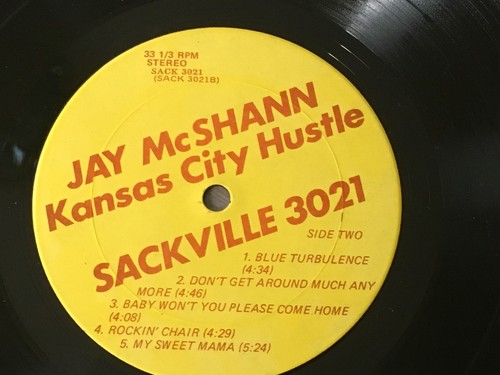 33 1/3 RPM
STEREO
SACK 3021
(SACK 3021B)
JAY McSHANN
Kansas City Hustle
SACKVILLE 3021
SIDE TWO
1. BLUE TURBULENCE
(4:34)
2. DON'T GET AROUND MUCH ANY
MORE (4:46)
3. BABY WON'T YOU PLEASE COME HOME
(4:08)
4. ROCKIN' CHAIR (4:29)
5. MY SWEET MAMA (5:24)